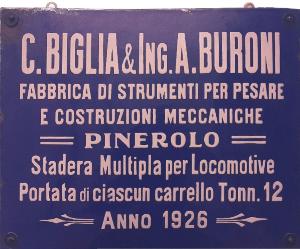 C. BIGLIA & ING. A. BURONI
FABBRICA DI STRUMENTI PER PESARE
E COSTRUZIONI MECCANICHE
PINEROLO
Stadera Multipla per Locomotive
Portata di ciascun carrello Tonn. 12
ANNO 1926